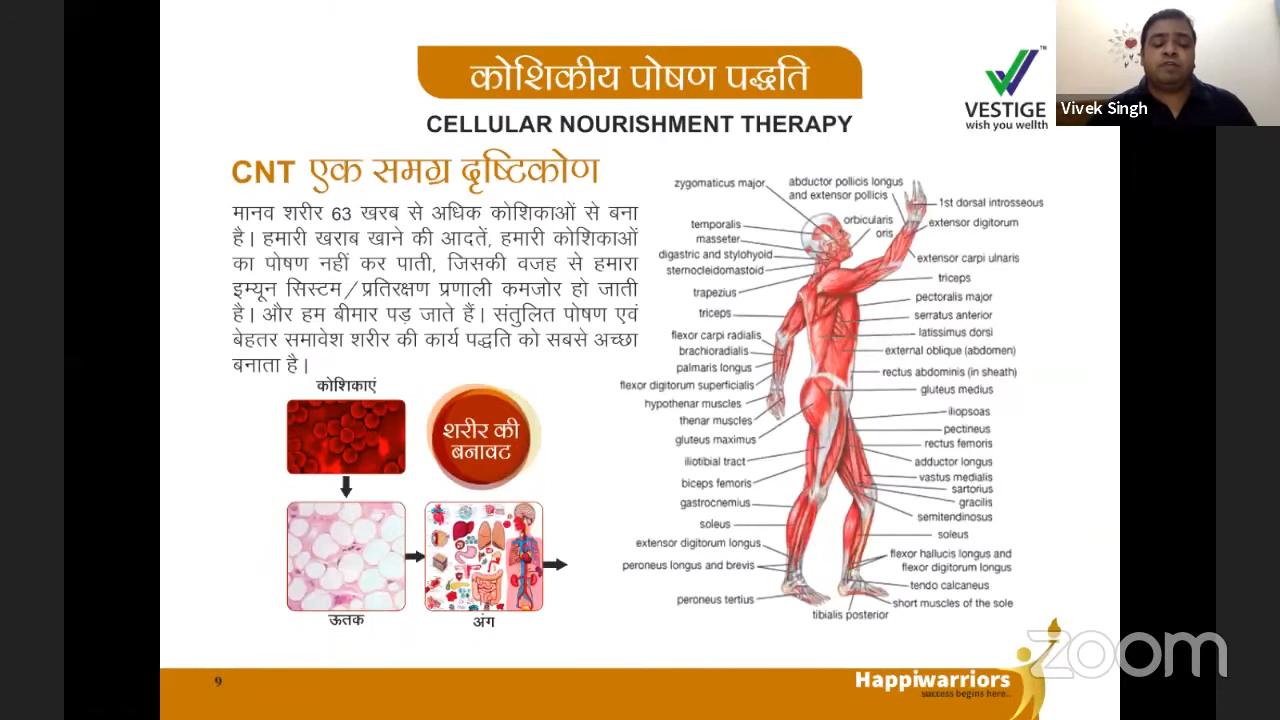 कोशिकीय पोषण पद्धति
CELLULAR NOURISHMENT THERAPY
VESTIGE
TM
wish you wellth
Vivek Singh
CNT एक समग्र दृष्टिकोण
मानव शरीर 63 खरब से अधिक कोशिकाओं से बना
है। हमारी खराब खाने की आदतें, हमारी कोशिकाओं
का पोषण नहीं कर पाती, जिसकी वजह से हमारा
इम्यून सिस्टम/प्रतिरक्षण प्रणाली कमजोर हो जाती
है। और हम बीमार पड़ जाते हैं। संतुलित पोषण एवं
बेहतर समावेश शरीर की कार्य पद्धति को सबसे अच्छा
बनाता है।
कोशिकाएं
शरीर की
बनावट
ऊतक
अंग
zygomaticus major
temporalis
masseter
digastric and stylohyoid
sternocleidomastoid
trapezius
triceps
flexor carpi radialis
brachioradialis
palmaris longus
flexor digitorum superficialis
hypothenar muscles
thenar muscles
gluteus maximus
iliotibial tract
biceps femoris
gastrocnemius
soleus
extensor digitorum longus
peroneus longus and brevis
peroneus tertius
abductor pollicis longus
and extensor pollicis
orbicularis
oris
1st dorsal introsseous
extensor digitorum
extensor carpi ulnaris
triceps
pectoralis major
serratus anterior
latissimus dorsi
external oblique (abdomen)
rectus abdominis (in sheath)
gluteus medius
iliopsoas
pectineus
rectus femoris
adductor longus
vastus medialis
sartorius
gracilis
semitendinosus
soleus
flexor hallucis longus and
flexor digitorum longus
tendo calcaneus
short muscles of the sole
tibialis posterior
9
Happiwarriors
success begins here..
zoom